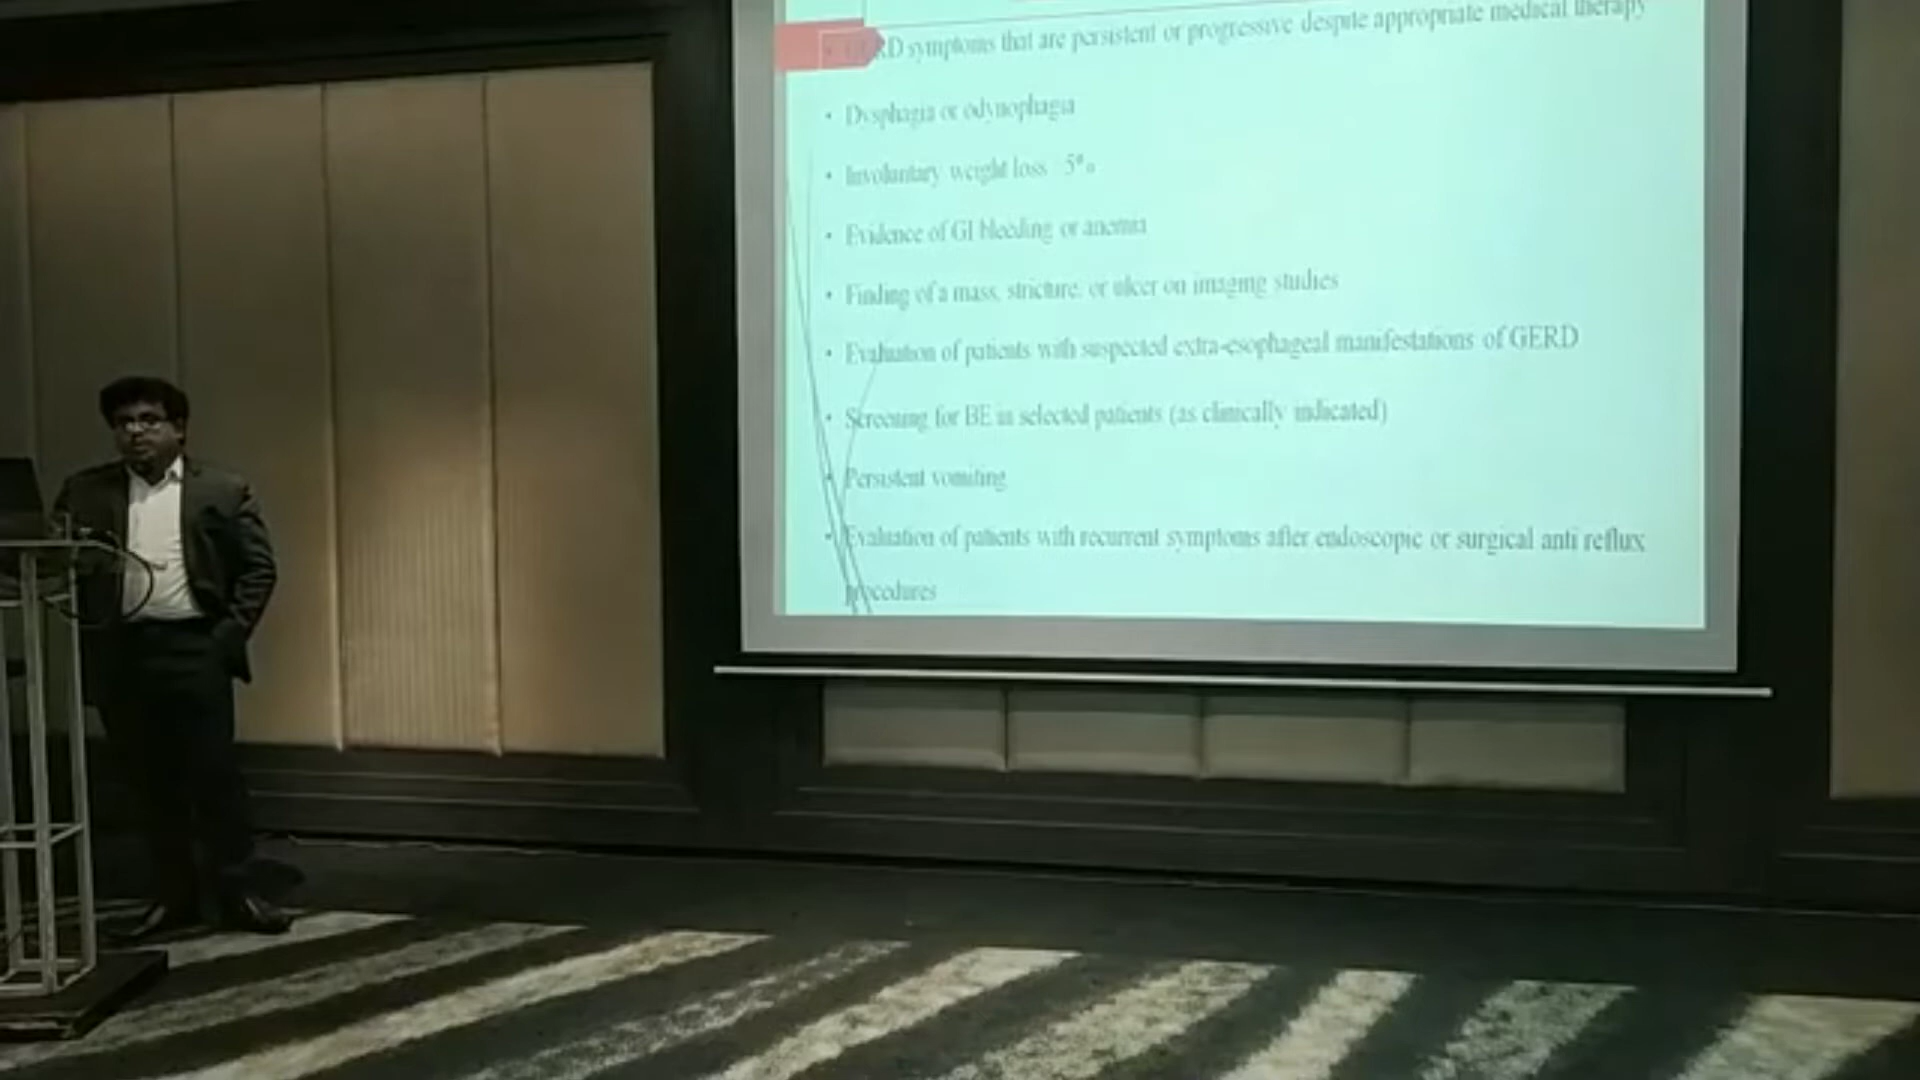 GERD symptoms that are persistent or progressive despite appropriate medical therapy
• Dysphagia or odynophagia
• Involuntary weight loss 5%
• Evidence of GI bleeding or anemia
• Finding of a mass, stricture, or ulcer on imaging studies
• Evaluation of patients with suspected extra-esophageal manifestations of GERD
• Screening for BE in selected patients (as clinically indicated)
• Persistent vomiting
• Evaluation of patients with recurrent symptoms after endoscopic or surgical anti reflux
procedures